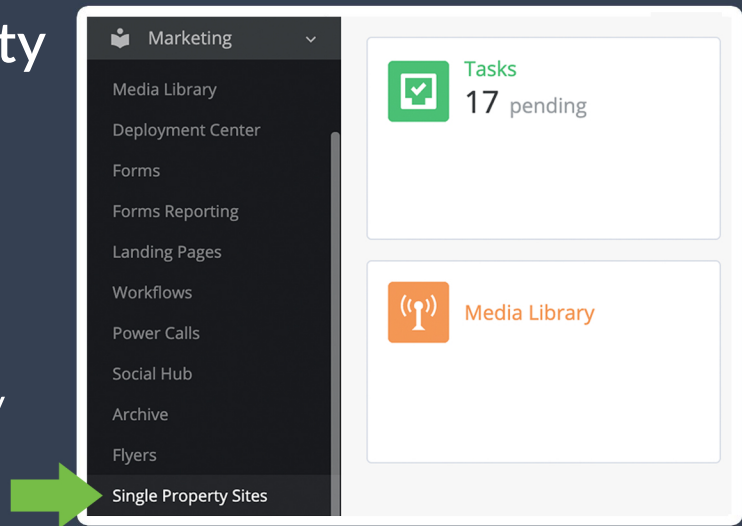 ty
Marketing
Media Library
Deployment Center
Forms
Forms Reporting
Landing Pages
Workflows
Power Calls
Social Hub
Archive
Flyers
Single Property Sites
Tasks
17 pending
Media Library